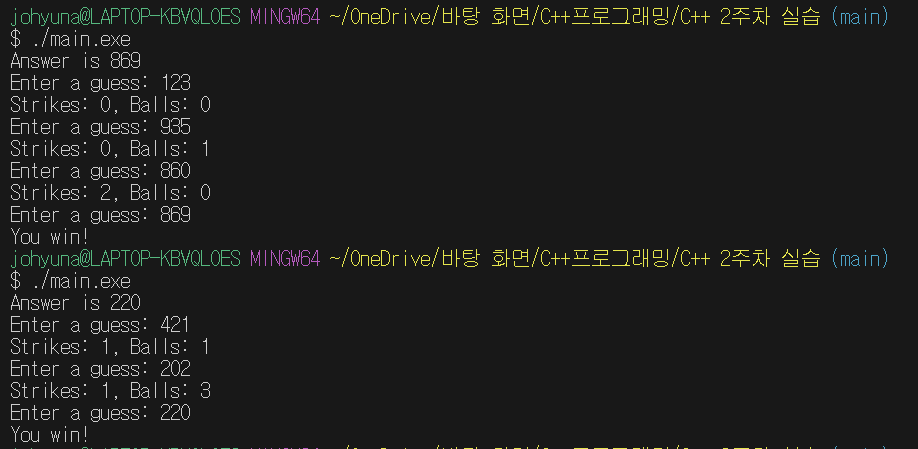 johyuna@LAPTOP-KBVQLOES MINGW64 ~/OneDrive/바탕 화면/C++프로그래밍/C++ 2주차 실습 (main)
$ ./main.exe
Answer is 869
Enter a guess: 123
Strikes: 0, Balls: 0
Enter a guess: 935
Strikes: 0, Balls: 1
Enter a guess: 860
Strikes: 2, Balls: 0
Enter a guess: 869
You win!
johyuna@LAPTOP-KBVQLOES MINGW64 ~/OneDrive/바탕 화면/C++프로그래밍/C++ 2주차 실습 (main)
$ ./main.exe
Answer is 220
Enter a guess: 421
Strikes: 1, Balls: 1
Enter a guess: 202
Strikes: 1, Balls: 3
Enter a guess: 220
You win!